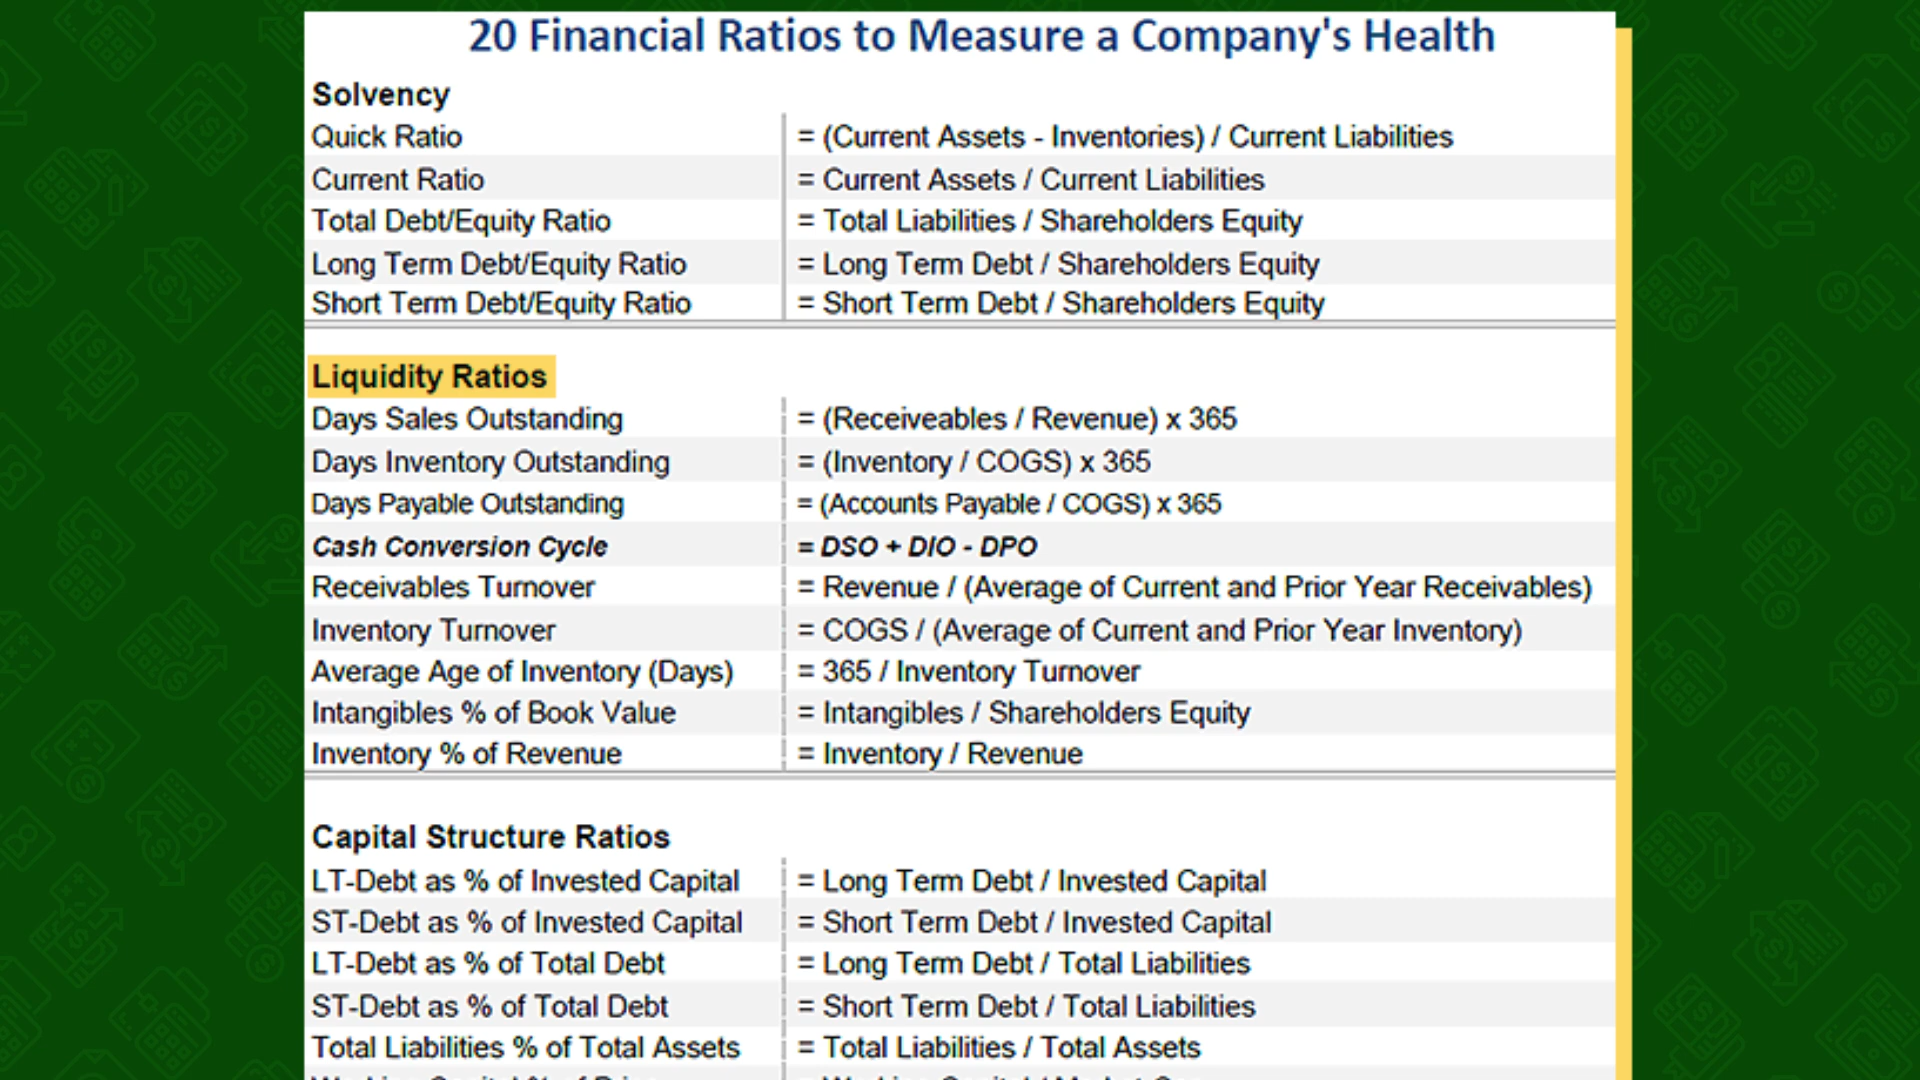 20 Financial Ratios to Measure a Company's Health
Solvency
Quick Ratio = (Current Assets - Inventories) / Current Liabilities
Current Ratio = Current Assets / Current Liabilities
Total Debt/Equity Ratio = Total Liabilities / Shareholders Equity
Long Term Debt/Equity Ratio = Long Term Debt / Shareholders Equity
Short Term Debt/Equity Ratio = Short Term Debt / Shareholders Equity
Liquidity Ratios
Days Sales Outstanding = (Receiveables / Revenue) x 365
Days Inventory Outstanding = (Inventory / COGS) x 365
Days Payable Outstanding = (Accounts Payable / COGS) x 365
Cash Conversion Cycle = DSO + DIO - DPO
Receivables Turnover = Revenue / (Average of Current and Prior Year Receivables)
Inventory Turnover = COGS / (Average of Current and Prior Year Inventory)
Average Age of Inventory (Days) = 365 / Inventory Turnover
Intangibles % of Book Value = Intangibles / Shareholders Equity
Inventory % of Revenue = Inventory / Revenue
Capital Structure Ratios
LT-Debt as % of Invested Capital = Long Term Debt / Invested Capital
ST-Debt as % of Invested Capital = Short Term Debt / Invested Capital
LT-Debt as % of Total Debt = Long Term Debt / Total Liabilities
ST-Debt as % of Total Debt = Short Term Debt / Total Liabilities
Total Liabilities % of Total Assets = Total Liabilities / Total Assets